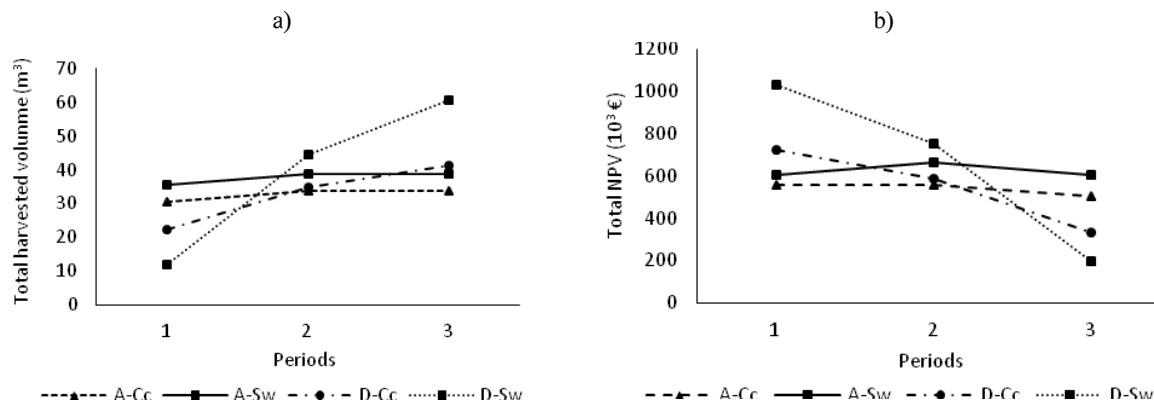 a)
Total harvested volunme (m³)
70
60
50
40
30
20
10
0
1 2 3
Periods
A-Cc A-Sw D-Cc D-Sw
b)
Total NPV (10³ €)
1200
1000
800
600
400
200
0
1 2 3
Periods
A-Cc A-Sw D-Cc D-Sw